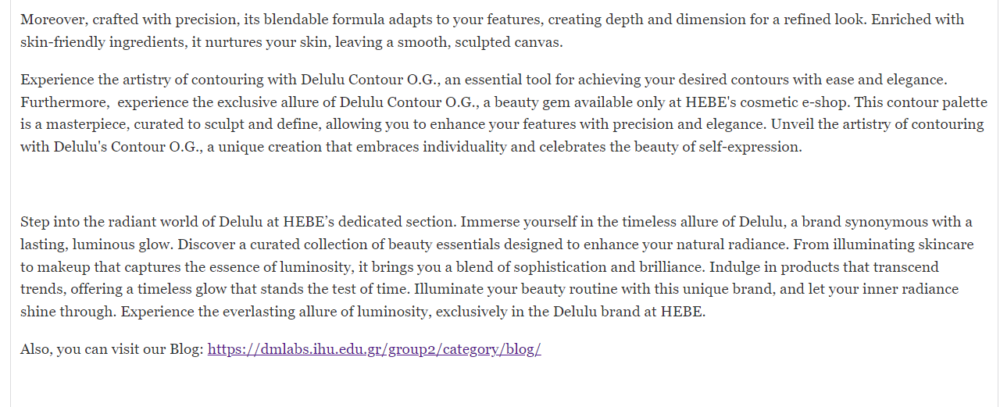 Moreover, crafted with precision, its blendable formula adapts to your features, creating depth and dimension for a refined look. Enriched with
skin-friendly ingredients, it nurtures your skin, leaving a smooth, sculpted canvas.
Experience the artistry of contouring with Delulu Contour O.G., an essential tool for achieving your desired contours with ease and elegance.
Furthermore,  experience the exclusive allure of Delulu Contour O.G., a beauty gem available only at HEBE's cosmetic e-shop. This contour palette
is a masterpiece, curated to sculpt and define, allowing you to enhance your features with precision and elegance. Unveil the artistry of contouring
with Delulu's Contour O.G., a unique creation that embraces individuality and celebrates the beauty of self-expression.
Step into the radiant world of Delulu at HEBE’s dedicated section. Immerse yourself in the timeless allure of Delulu, a brand synonymous with a
lasting, luminous glow. Discover a curated collection of beauty essentials designed to enhance your natural radiance. From illuminating skincare
to makeup that captures the essence of luminosity, it brings you a blend of sophistication and brilliance. Indulge in products that transcend
trends, offering a timeless glow that stands the test of time. Illuminate your beauty routine with this unique brand, and let your inner radiance
shine through. Experience the everlasting allure of luminosity, exclusively in the Delulu brand at HEBE.
Also, you can visit our Blog: https://dmlabs.ihu.edu.gr/group2/category/blog/